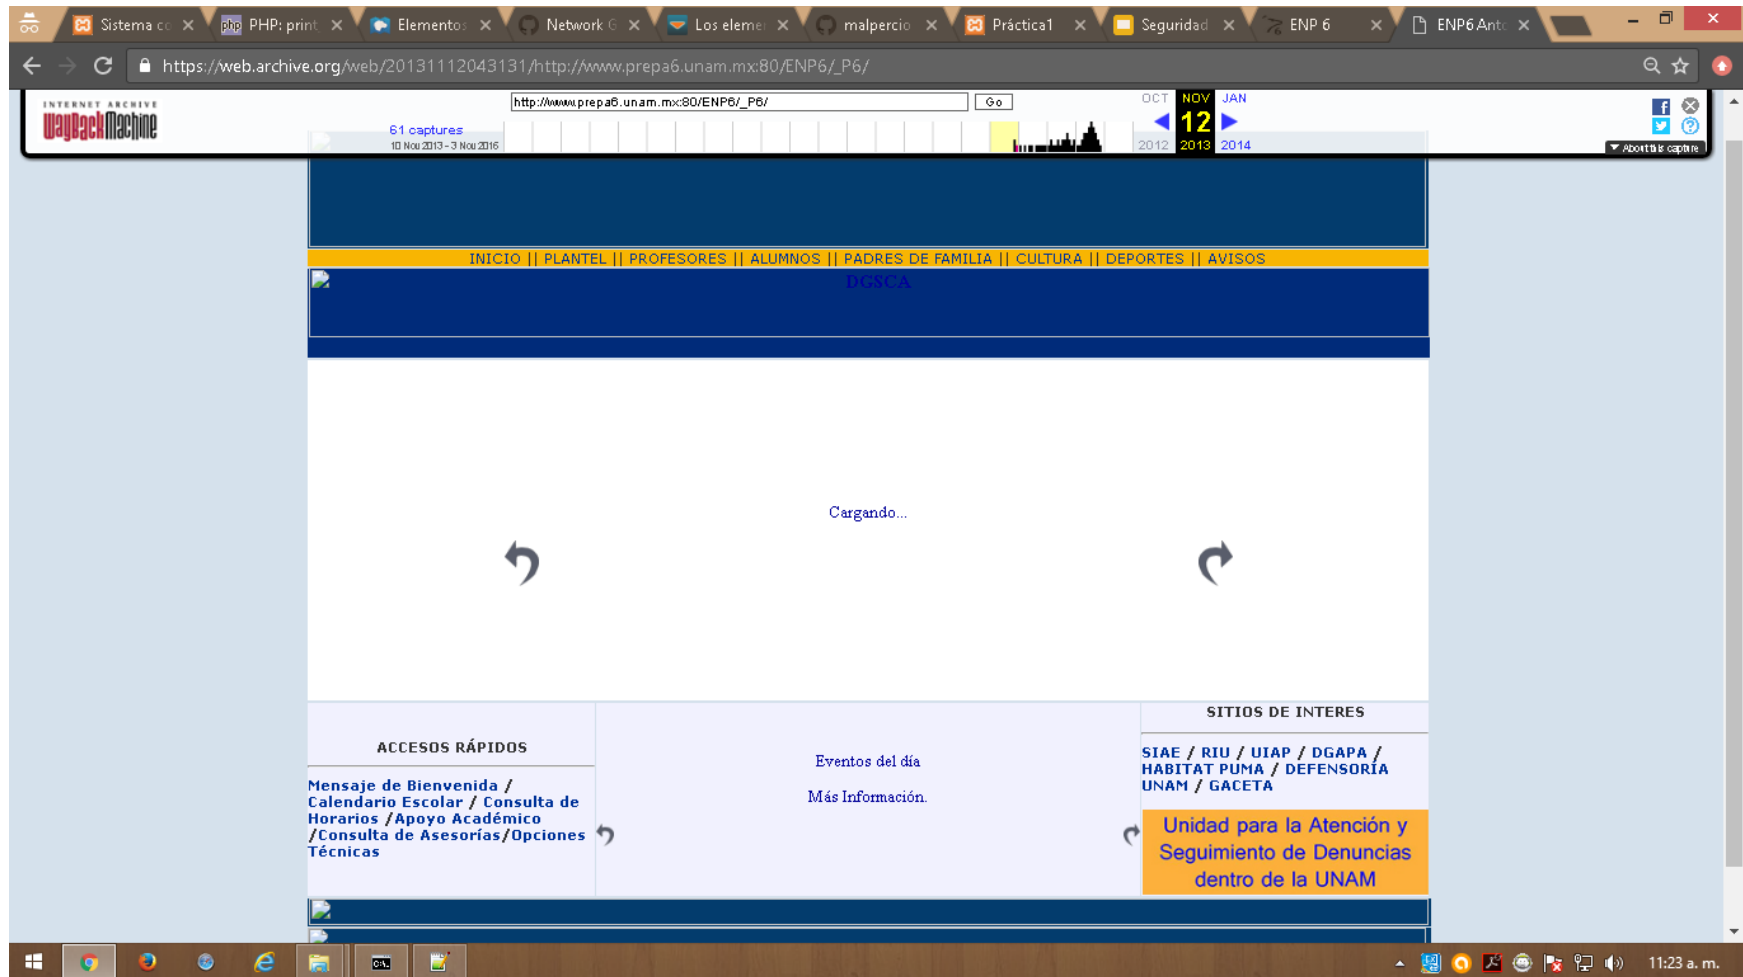 Sistema co
php PHP: print
Elementos
Network G
Los eleme
malpercio
Práctica1
Seguridad
ENP 6
ENP6 Anto
https://web.archive.org/web/20131112043131/http://www.prepa6.unam.mx:80/ENP6/_P6/
INTERNET ARCHIVE
WayBackMachine
http://www.prepa6.unam.mx:80/ENP6/_P6/
Go
61 captures
10 Nov 2013 - 3 Nov 2016
OCT NOV JAN
12
2012 2013 2014
About this capture
INICIO || PLANTEL || PROFESORES || ALUMNOS || PADRES DE FAMILIA || CULTURA || DEPORTES || AVISOS
DGSCA
Cargando...
ACCESOS RÁPIDOS
Mensaje de Bienvenida /
Calendario Escolar / Consulta de
Horarios /Apoyo Académico
/Consulta de Asesorías/Opciones
Técnicas
Eventos del día
Más Información.
SITIOS DE INTERES
SIAE / RIU / UIAP / DGAPA /
HABITAT PUMA / DEFENSORÍA
UNAM / GACETA
Unidad para la Atención y
Seguimiento de Denuncias
dentro de la UNAM
11:23 a. m.